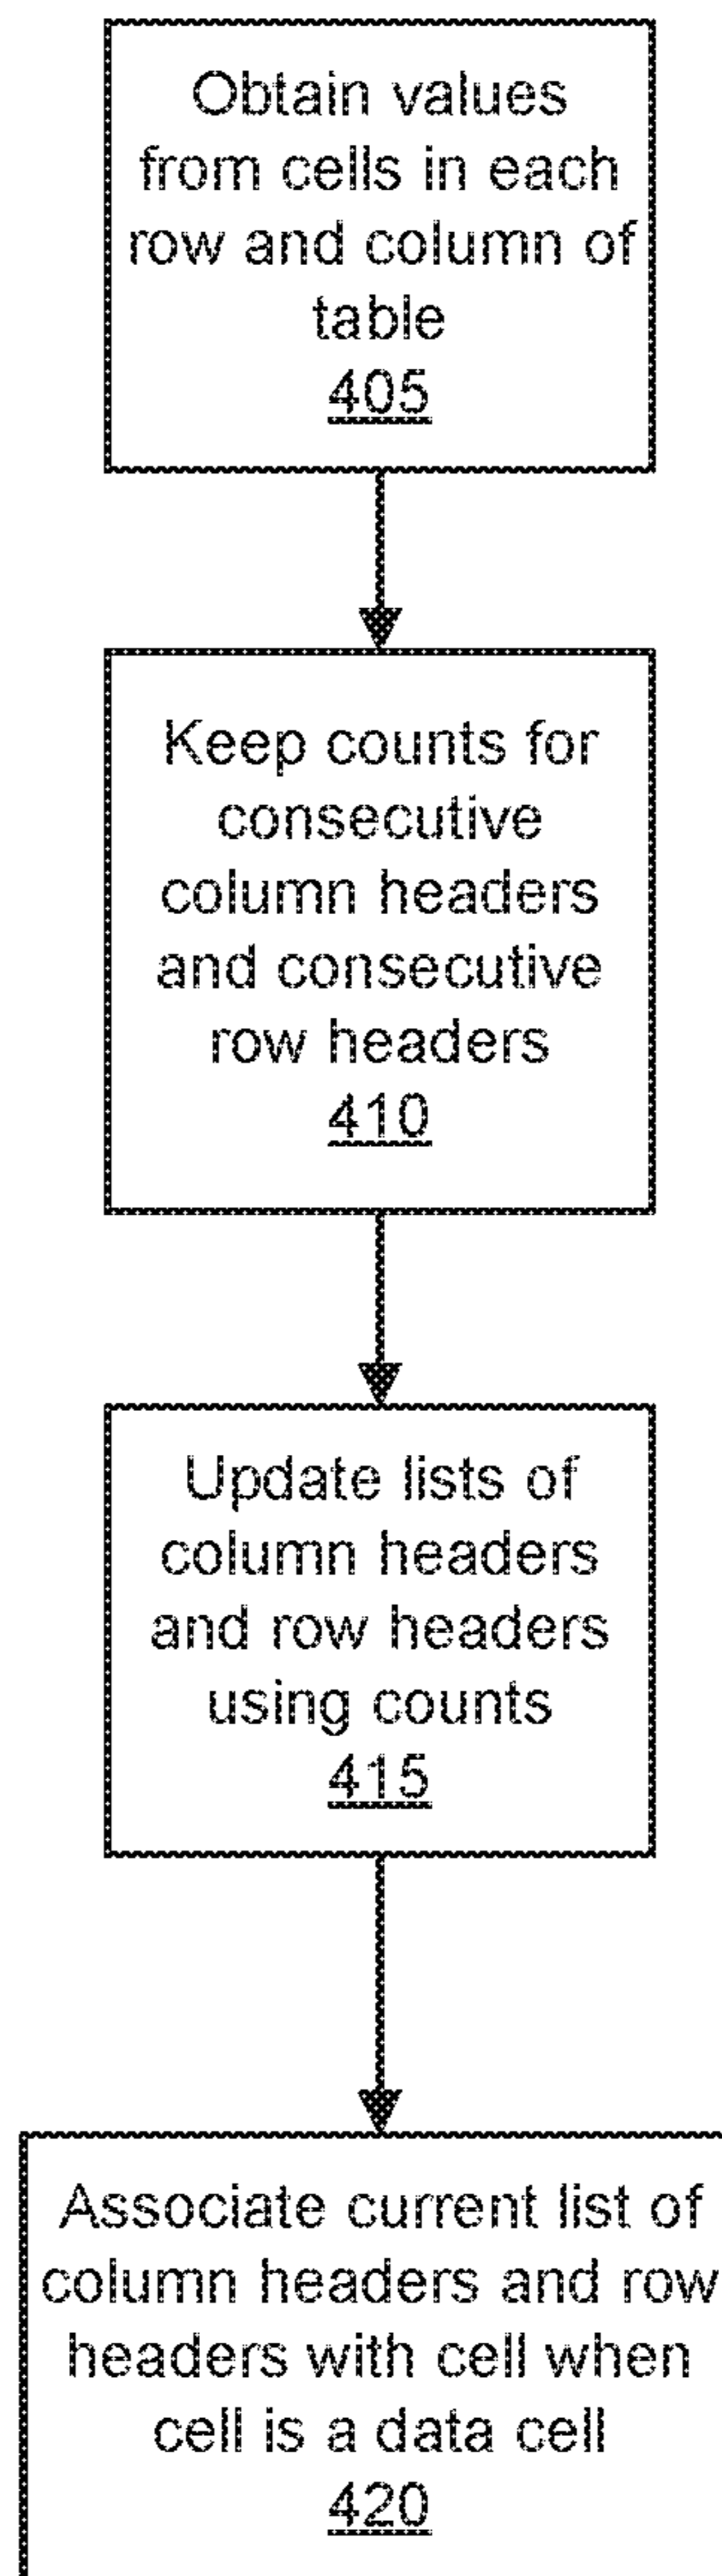 Obtain values
from cells in each
row and column of
table
405
Keep counts for
consecutive
column headers
and consecutive
row headers
410
Update lists of
column headers
and row headers
using counts
415
Associate current list of
column headers and row
headers with cell when
cell is a data cell
420